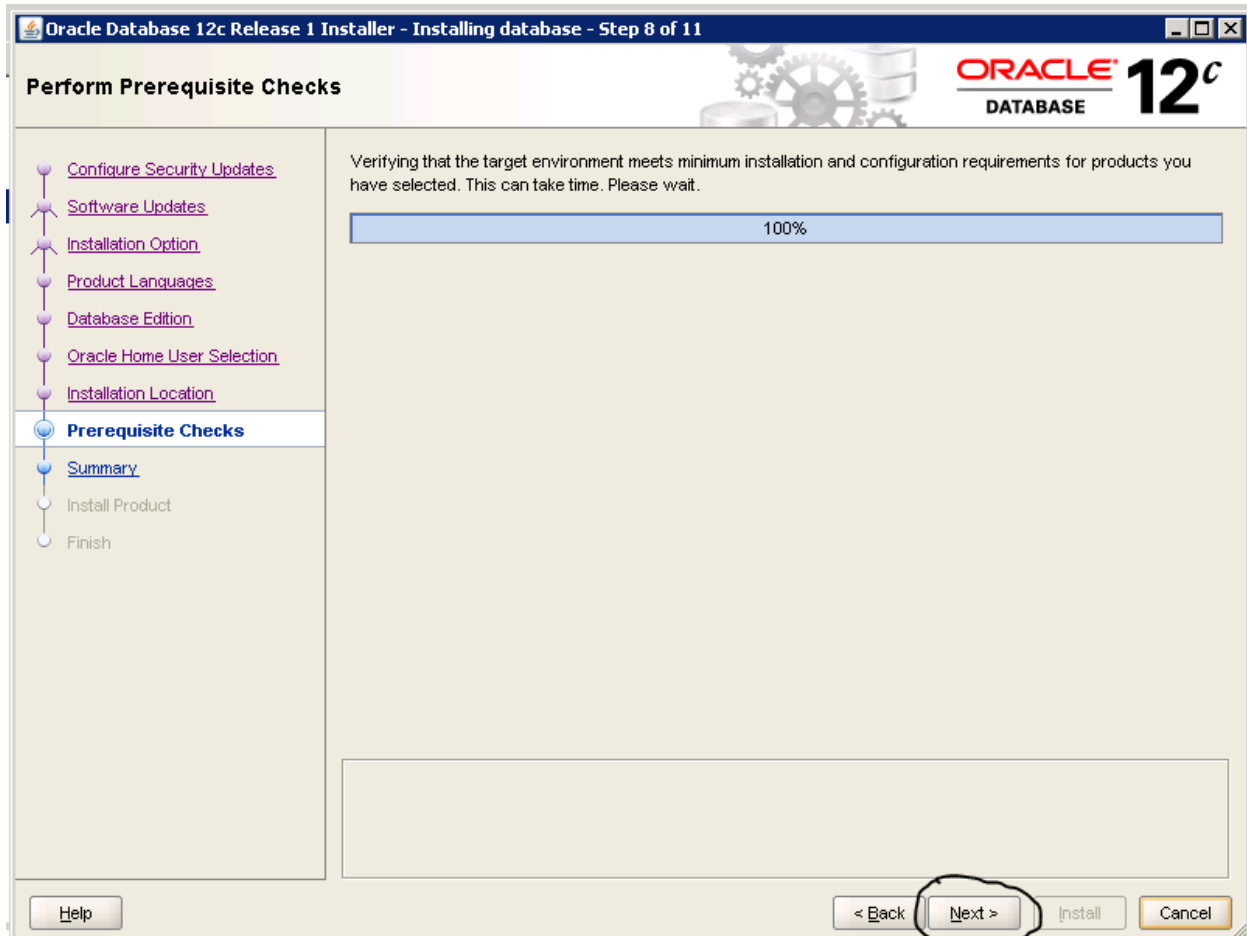 Oracle Database 12c Release 1 Installer - Installing database - Step 8 of 11
Perform Prerequisite Checks
ORACLE
DATABASE
12c
Configure Security Updates
Software Updates
Installation Option
Product Languages
Database Edition
Oracle Home User Selection
Installation Location
Prerequisite Checks
Summary
Install Product
Finish
Verifying that the target environment meets minimum installation and configuration requirements for products you
have selected. This can take time. Please wait.
100%
Help
< Back
Next >
Install
Cancel